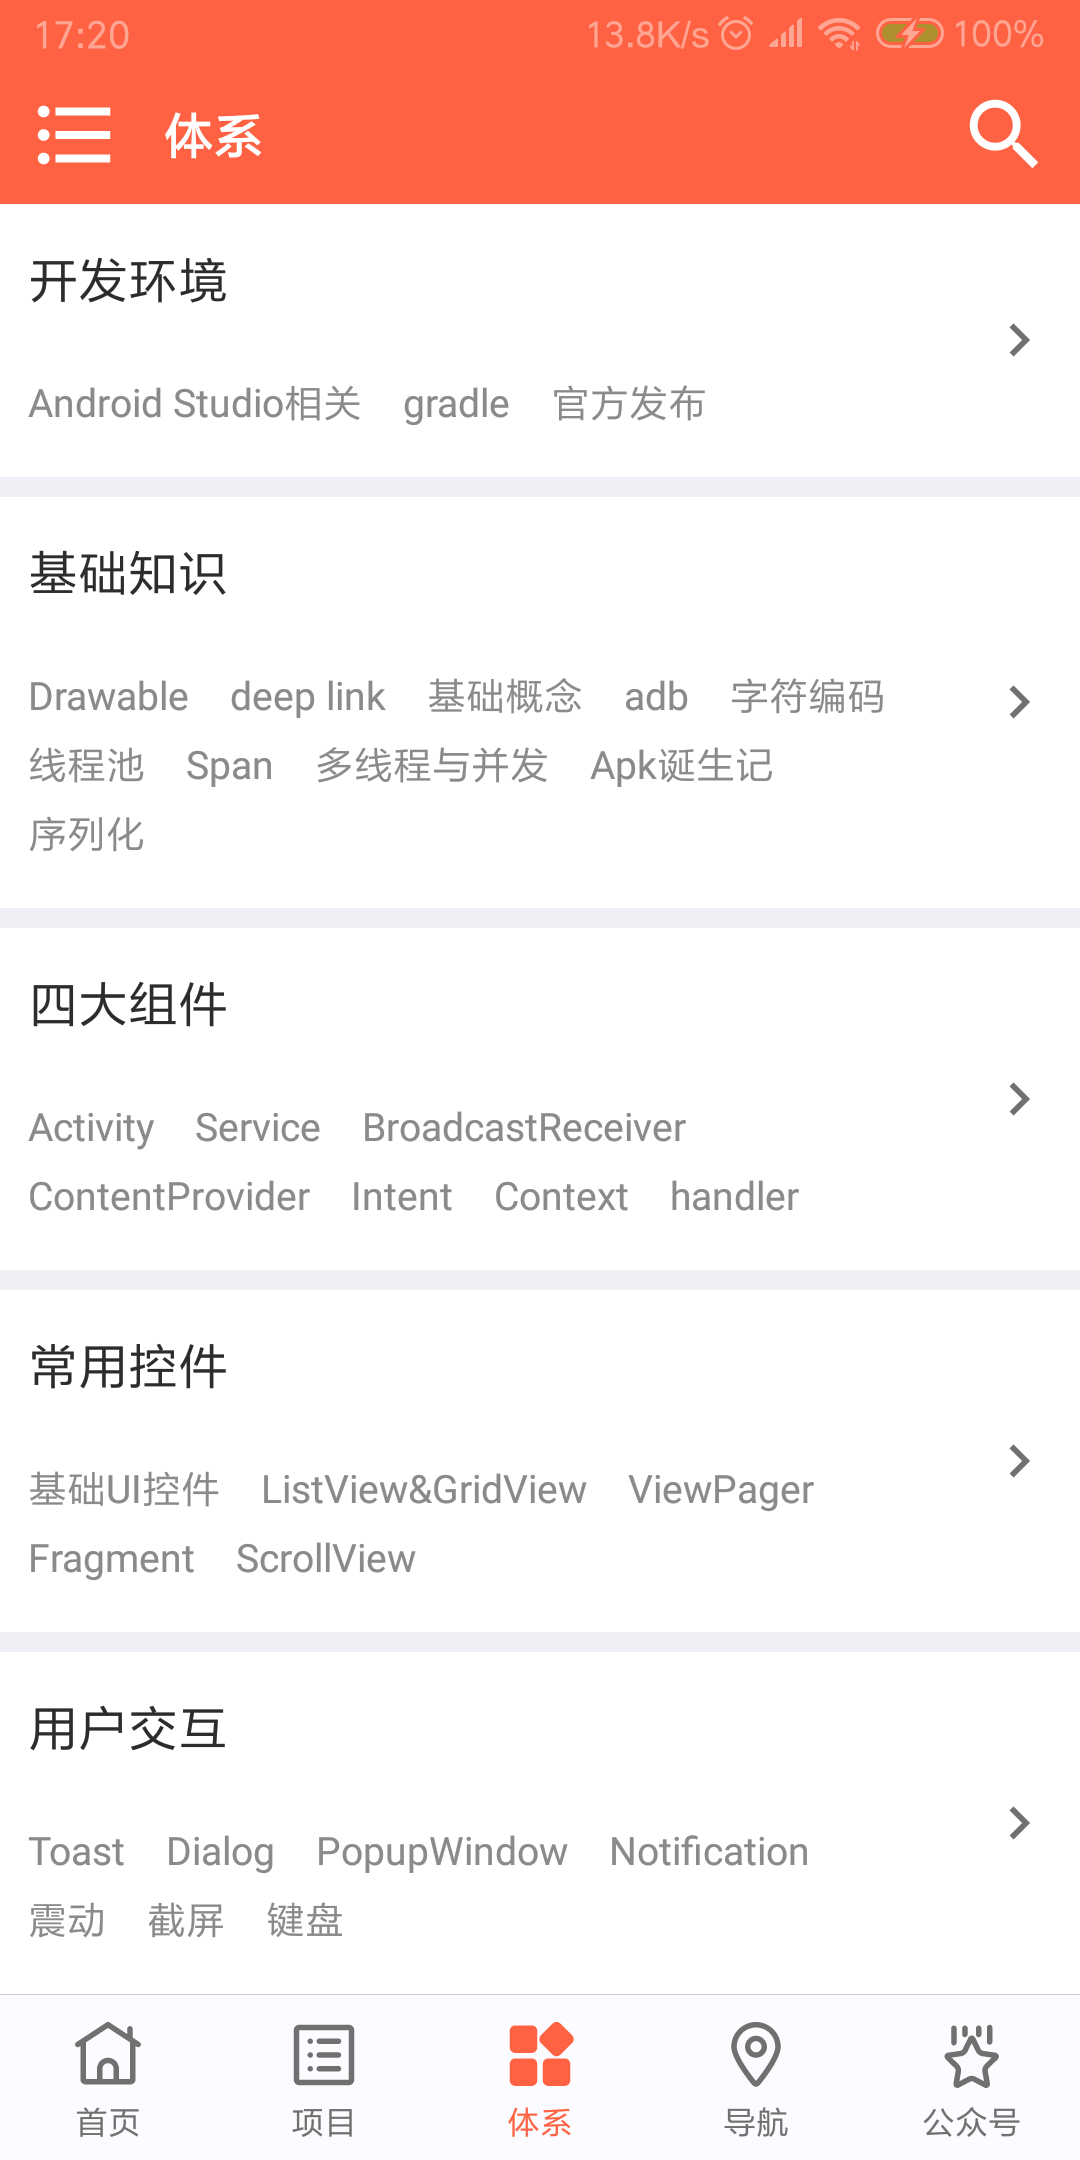 17:20 13.8K/s 100%
体系
开发环境
Android Studio相关 gradle 官方发布
基础知识
Drawable deep link 基础概念 adb 字符编码
线程池 Span 多线程与并发 Apk诞生记
序列化
四大组件
Activity Service BroadcastReceiver
ContentProvider Intent Context handler
常用控件
基础UI控件 ListView&GridView ViewPager
Fragment ScrollView
用户交互
Toast Dialog PopupWindow Notification
震动 截屏 键盘
首页 项目 体系 导航 公众号